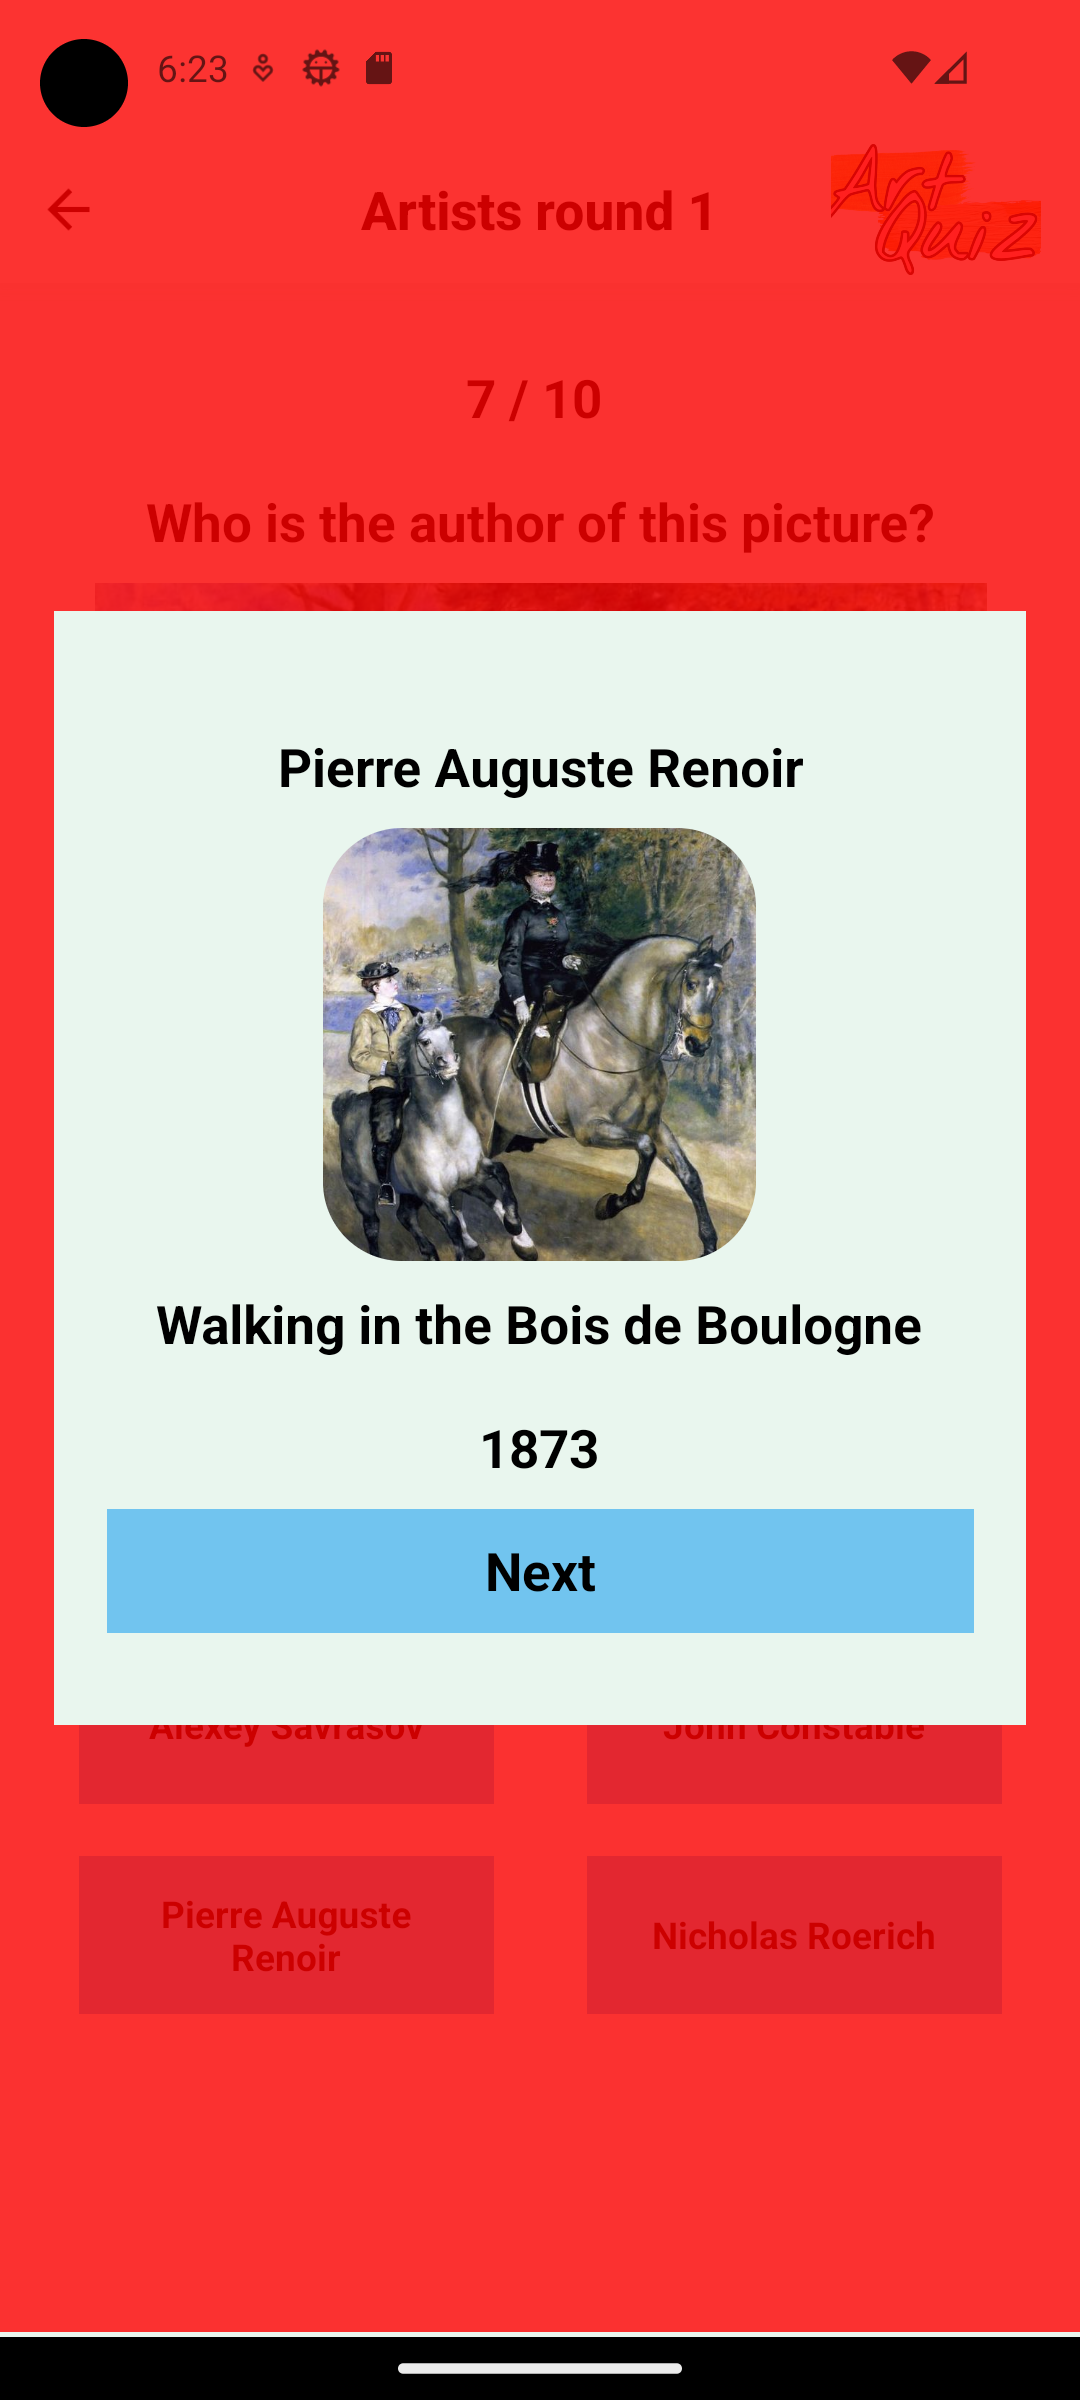 6:23
Artists round 1
Art
Quiz
7 / 10
Who is the author of this picture?
Pierre Auguste Renoir
Walking in the Bois de Boulogne
1873
Next
Alexey Savrasov
John Constable
Pierre Auguste
Renoir
Nicholas Roerich